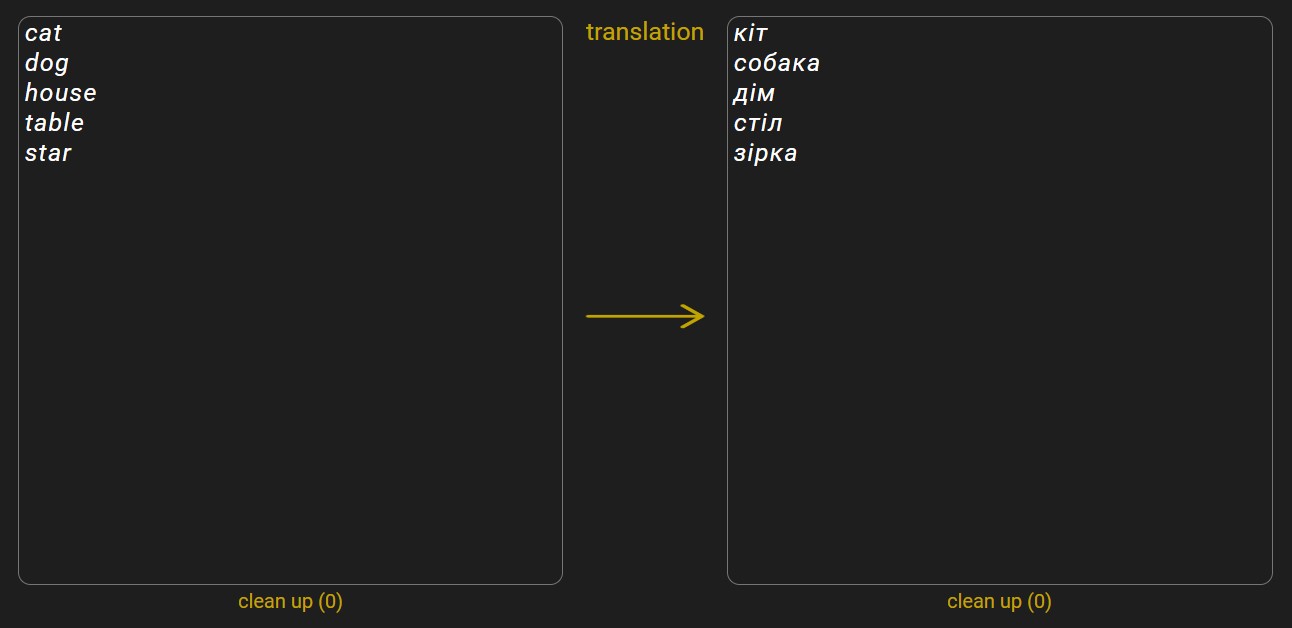 cat
dog
house
table
star
translation
кіт
собака
дім
стіл
зірка
clean up (0)
clean up (0)